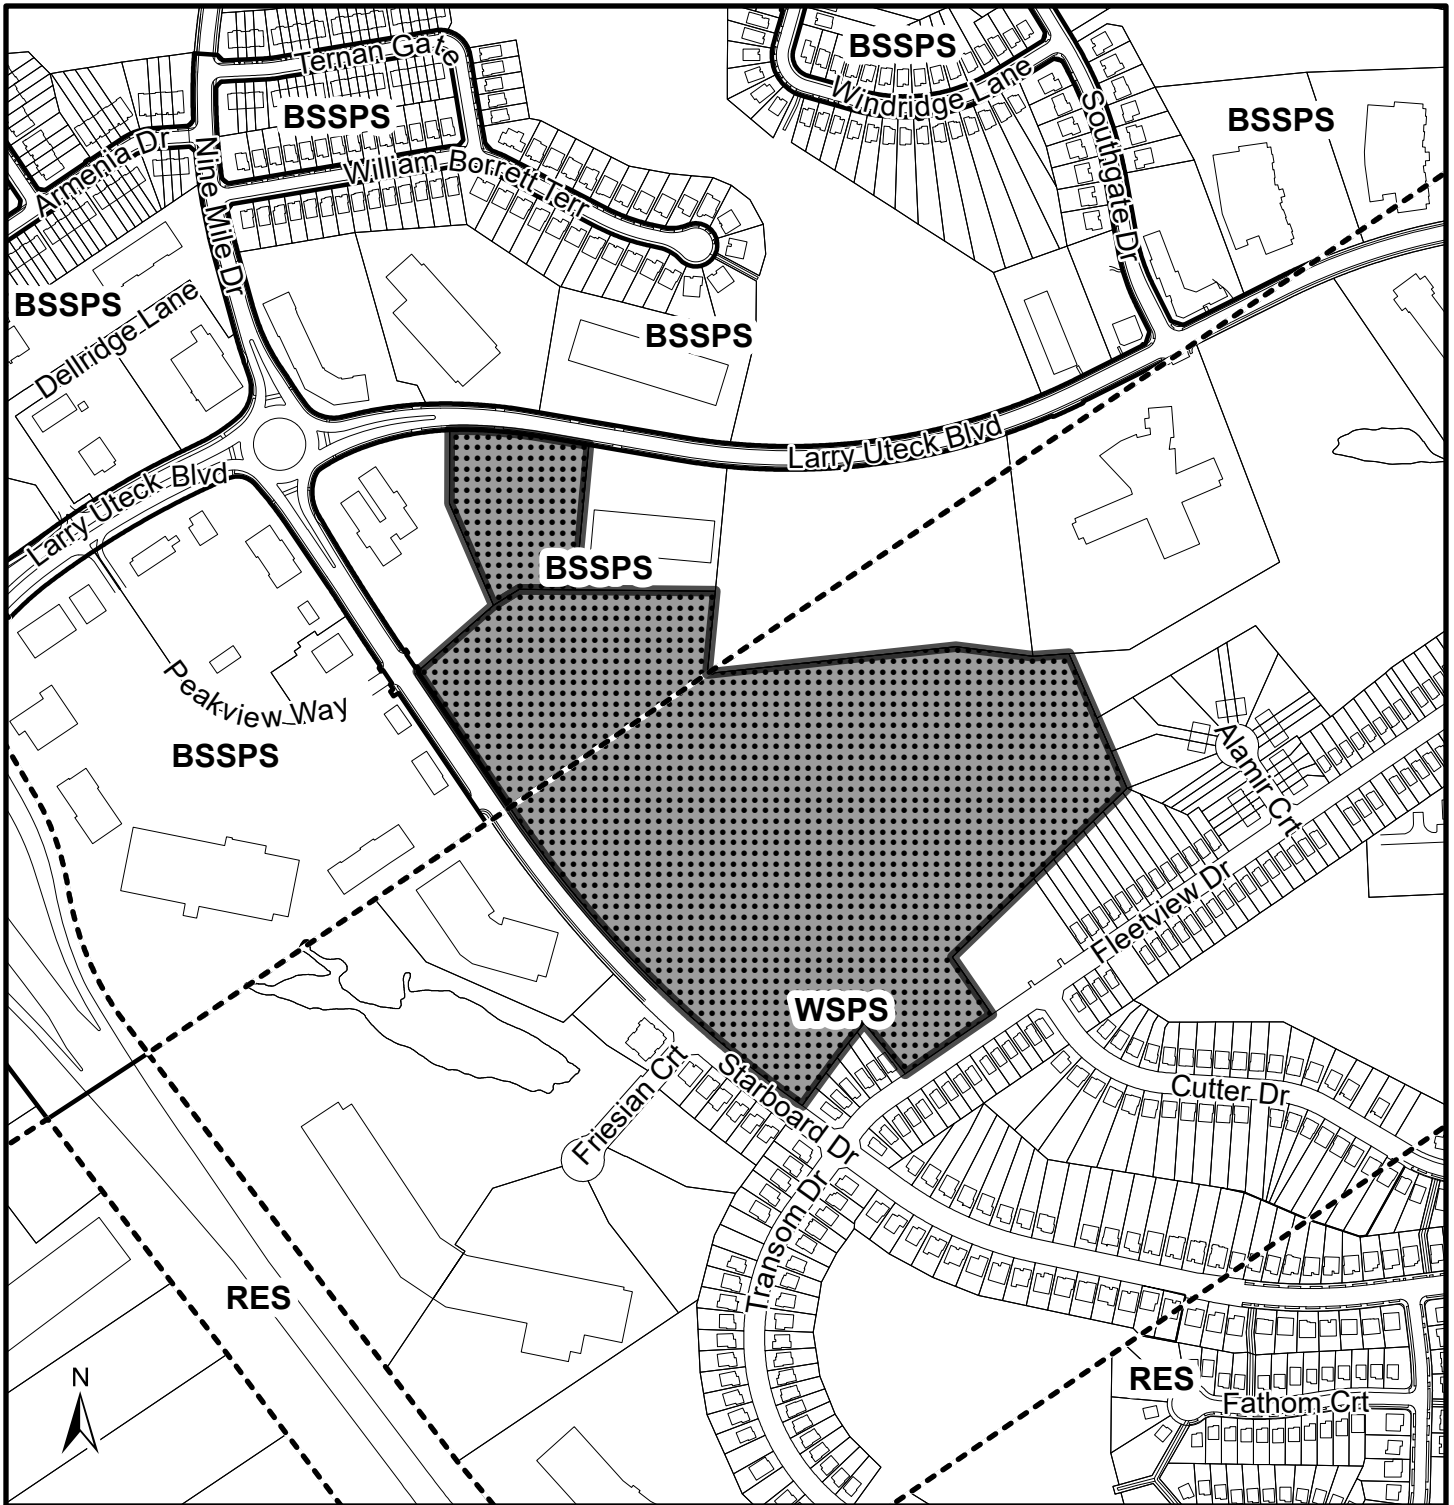 Ternan Gate
BSSPS
Windridge Lane
BSSPS
Southgate Dr
BSSPS
Armenia Dr
Nine Mile Dr
William Borrett Terr
BSSPS
Dellridge Lane
BSSPS
Larry Uteck Blvd
Larry Uteck Blvd
BSSPS
Peakview Way
BSSPS
Alamir Crt
Fleetview Dr
WSPS
Starboard Dr
Friesian Crt
Cutter Dr
Transom Dr
RES
RES
Fathom Crt
N